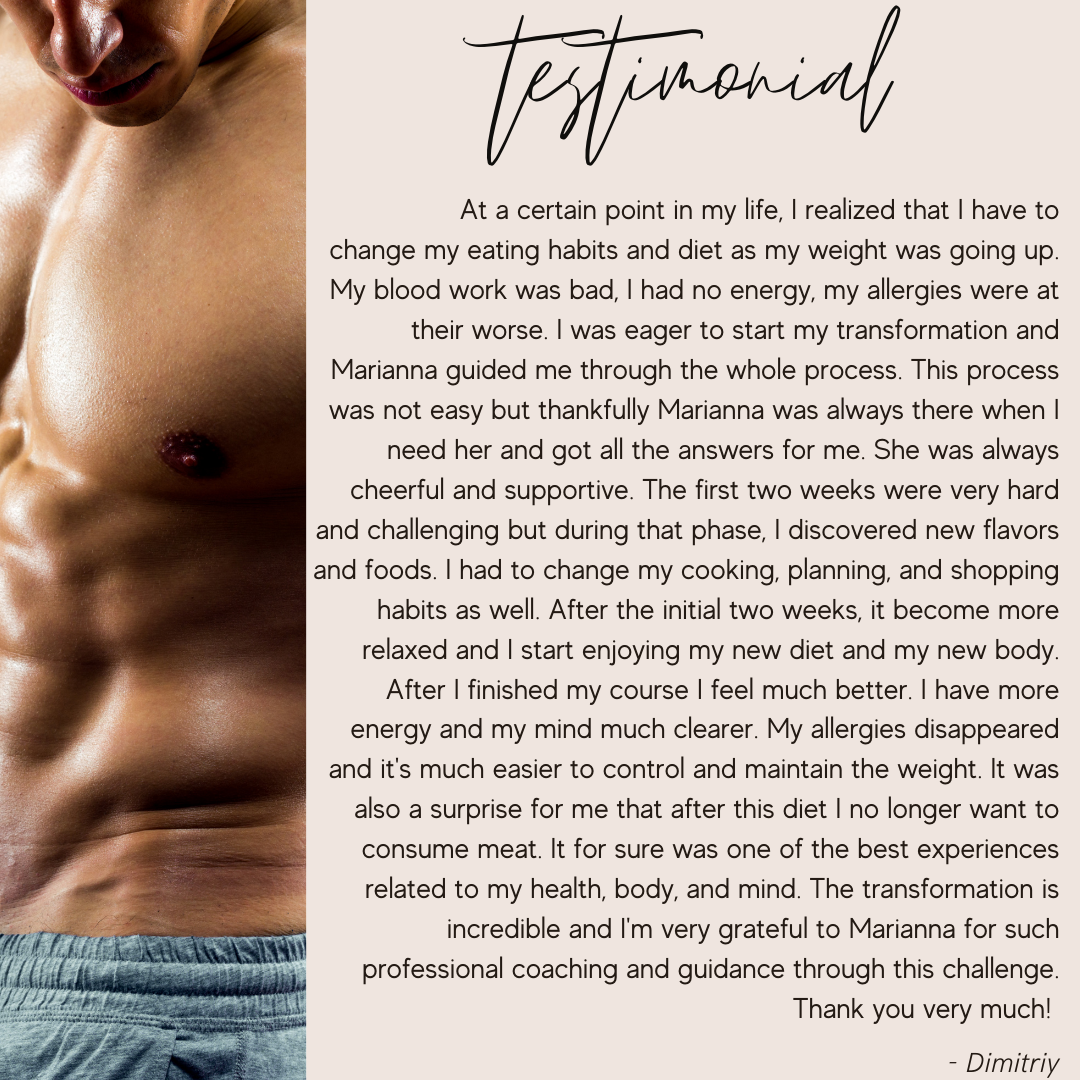 testimonial
At a certain point in my life, I realized that I have to
change my eating habits and diet as my weight was going up.
My blood work was bad, I had no energy, my allergies were at
their worse. I was eager to start my transformation and
Marianna guided me through the whole process. This process
was not easy but thankfully Marianna was always there when I
need her and got all the answers for me. She was always
cheerful and supportive. The first two weeks were very hard
and challenging but during that phase, I discovered new flavors
and foods. I had to change my cooking, planning, and shopping
habits as well. After the initial two weeks, it become more
relaxed and I start enjoying my new diet and my new body.
After I finished my course I feel much better. I have more
energy and my mind much clearer. My allergies disappeared
and it's much easier to control and maintain the weight. It was
also a surprise for me that after this diet I no longer want to
consume meat. It for sure was one of the best experiences
related to my health, body, and mind. The transformation is
incredible and I'm very grateful to Marianna for such
professional coaching and guidance through this challenge.
Thank you very much!
- Dimitriy